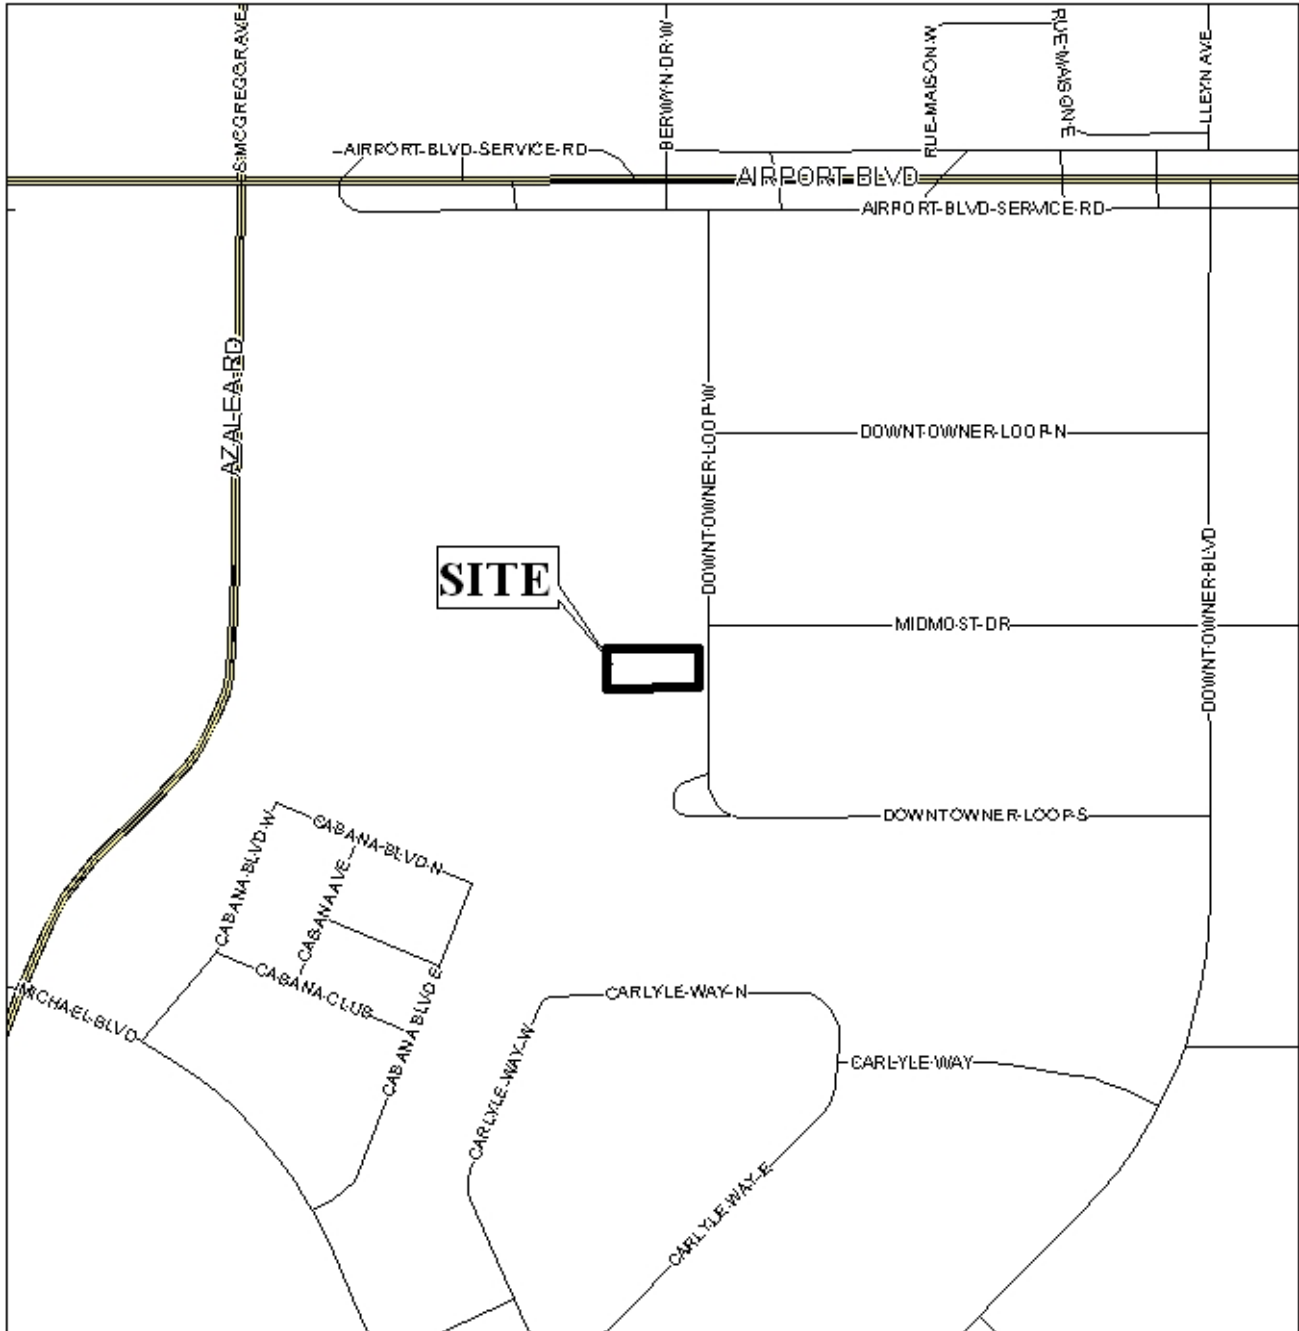 S MCGREGOR AVE
BERWYN DR W
RUE MAISON W
RUE MAISON E
LLEYN AVE
AIRPORT BLVD SERVICE RD
AIRPORT BLVD
AIRPORT BLVD SERVICE RD
AZALEA RD
DOWNTOWNER LOOP W
DOWNTOWNER LOOP N
SITE
DOWNTOWNER BLVD
MIDMOST DR
DOWNTOWNER LOOP S
CABANA BLVD W
CABANA BLVD N
CABANA AVE
CABANA CLUB
CABANA BLVD E
MICHAEL BLVD
CARLYLE WAY N
CARLYLE WAY W
CARLYLE WAY
CARLYLE WAY E